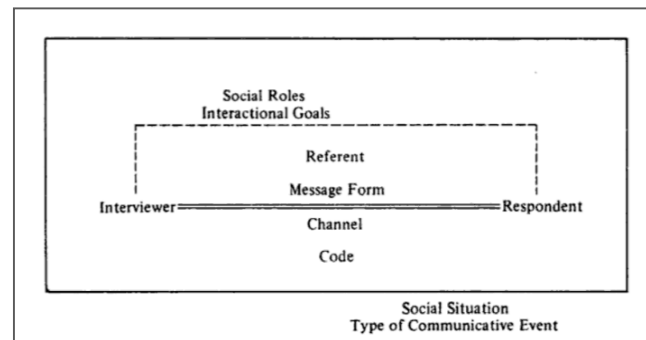 Social Roles
Interactional Goals
Referent
Message Form
Interviewer Respondent
Channel
Code
Social Situation
Type of Communicative Event